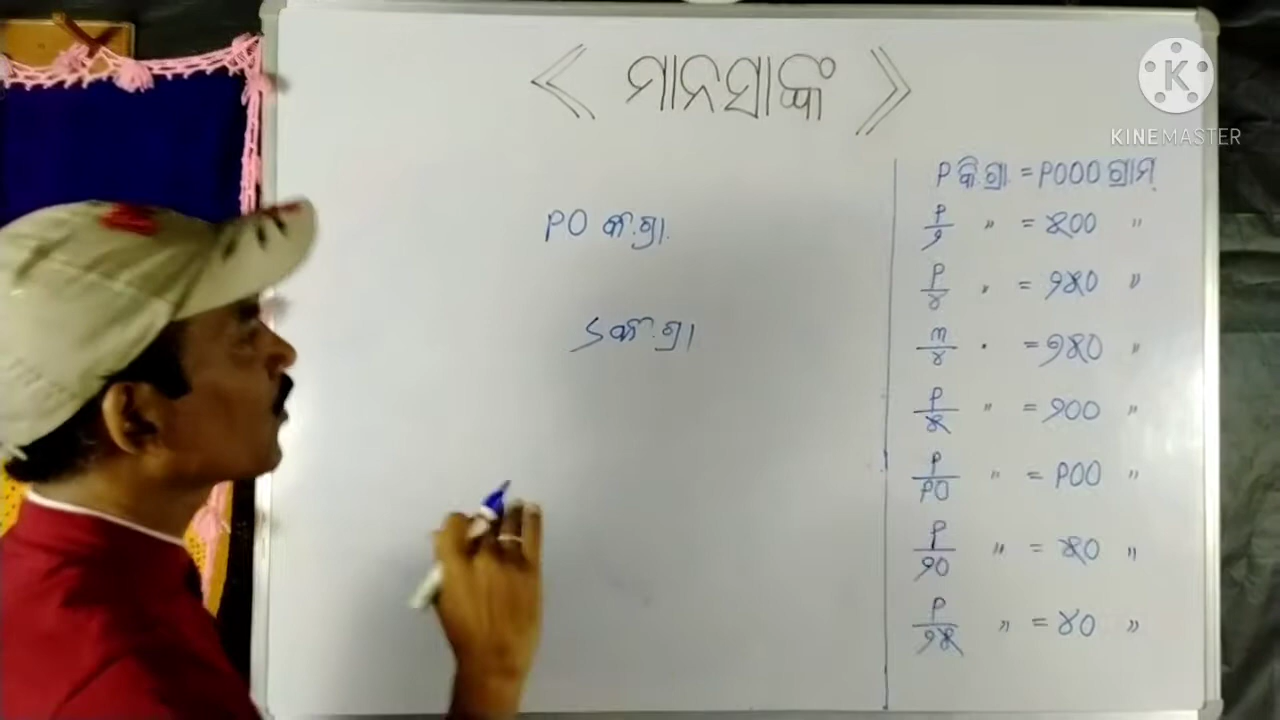 ମାନସାଙ୍କ
KINEMASTER
୧୦ କି.ଗ୍ରା.
୬ କି.ଗ୍ରା
୧ କି.ଗ୍ରା = ୧୦୦୦ ଗ୍ରାମ
୧/୨ " = ୫୦୦ "
୧/୪ " = ୨୫୦ "
୩/୪ " = ୭୫୦ "
୧/୫ " = ୨୦୦ "
୧/୧୦ " = ୧୦୦ "
୧/୨୦ " = ୫୦ "
୧/୨୫ " = ୪୦ "